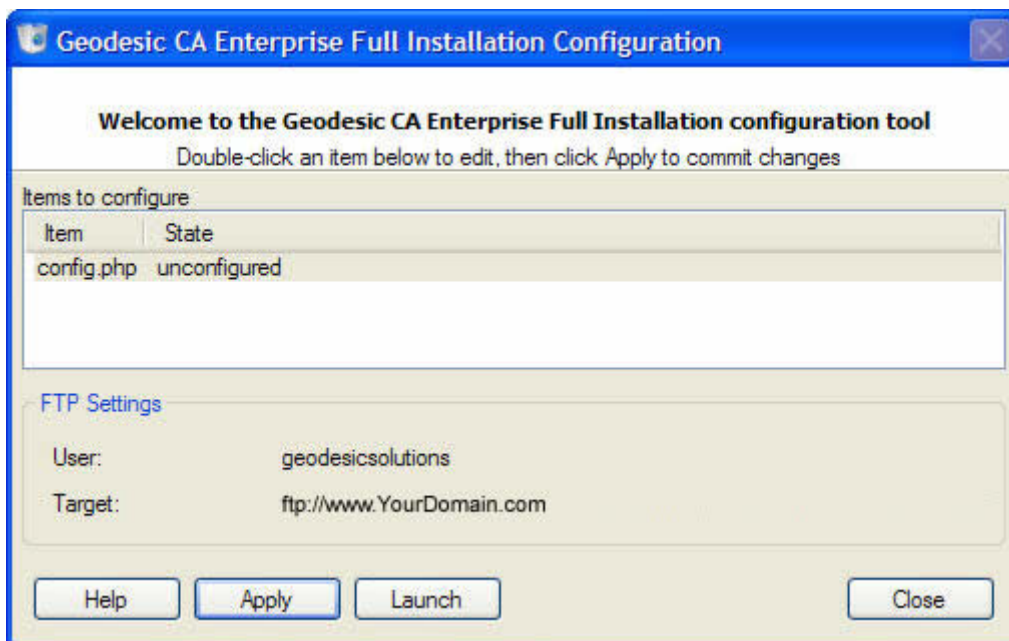 Geodesic CA Enterprise Full Installation Configuration
Welcome to the Geodesic CA Enterprise Full Installation configuration tool
Double-click an item below to edit, then click Apply to commit changes
Items to configure
Item State
config.php unconfigured
FTP Settings
User: geodesicsolutions
Target: ftp://www.YourDomain.com
Help Apply Launch Close